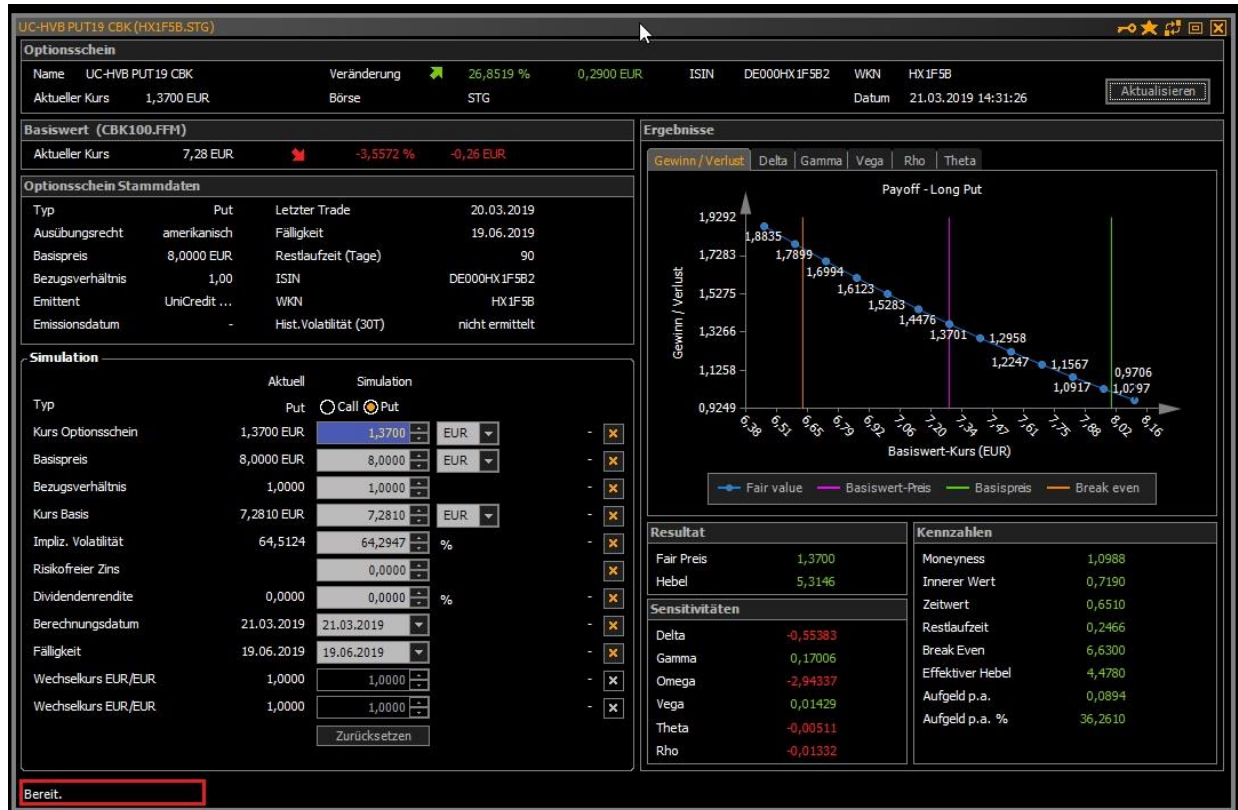 UC-HVB PUT19 CBK (HX1F5B.STG)
Optionsschein
Name UC-HVB PUT19 CBK Veränderung 26,8519 % 0,2900 EUR ISIN DE000HX1F5B2 WKN HX1F5B
Aktueller Kurs 1,3700 EUR Börse STG Datum 21.03.2019 14:31:26 Aktualisieren
Basiswert (CBK100.FFM)
Aktueller Kurs 7,28 EUR -3,5572 % -0,26 EUR
Optionsschein Stammdaten
Typ Put Letzter Trade 20.03.2019
Ausübungsrecht amerikanisch Fälligkeit 19.06.2019
Basispreis 8,0000 EUR Restlaufzeit (Tage) 90
Bezugsverhältnis 1,00 ISIN DE000HX1F5B2
Emittent UniCredit ... WKN HX1F5B
Emissionsdatum - Hist.Volatilität (30T) nicht ermittelt
Simulation
Aktuell Simulation
Typ Put Call Put
Kurs Optionsschein 1,3700 EUR 1,3700 EUR -
Basispreis 8,0000 EUR 8,0000 EUR -
Bezugsverhältnis 1,0000 1,0000 -
Kurs Basis 7,2810 EUR 7,2810 EUR -
Impliz. Volatilität 64,5124 64,2947 % -
Risikofreier Zins 0,0000
Dividendenrendite 0,0000 0,0000 % -
Berechnungsdatum 21.03.2019 21.03.2019 -
Fälligkeit 19.06.2019 19.06.2019 -
Wechselkurs EUR/EUR 1,0000 1,0000 -
Wechselkurs EUR/EUR 1,0000 1,0000 -
Zurücksetzen
Ergebnisse
Gewinn / Verlust Delta Gamma Vega Rho Theta
Payoff - Long Put
Gewinn / Verlust
1,9292
1,7283
1,5275
1,3266
1,1258
0,9249
1,8835
1,7899
1,6994
1,6123
1,5283
1,4476
1,3701
1,2958
1,2247
1,1567
1,0917
1,0297
0,9706
6,38 6,51 6,65 6,79 6,92 7,06 7,20 7,34 7,47 7,61 7,75 7,88 8,02 8,16
Basiswert-Kurs (EUR)
Fair value Basiswert-Preis Basispreis Break even
Resultat
Fair Preis 1,3700
Hebel 5,3146
Sensitivitäten
Delta -0,55383
Gamma 0,17006
Omega -2,94337
Vega 0,01429
Theta -0,00511
Rho -0,01332
Kennzahlen
Moneyness 1,0988
Innerer Wert 0,7190
Zeitwert 0,6510
Restlaufzeit 0,2466
Break Even 6,6300
Effektiver Hebel 4,4780
Aufgeld p.a. 0,0894
Aufgeld p.a. % 36,2610
Bereit.